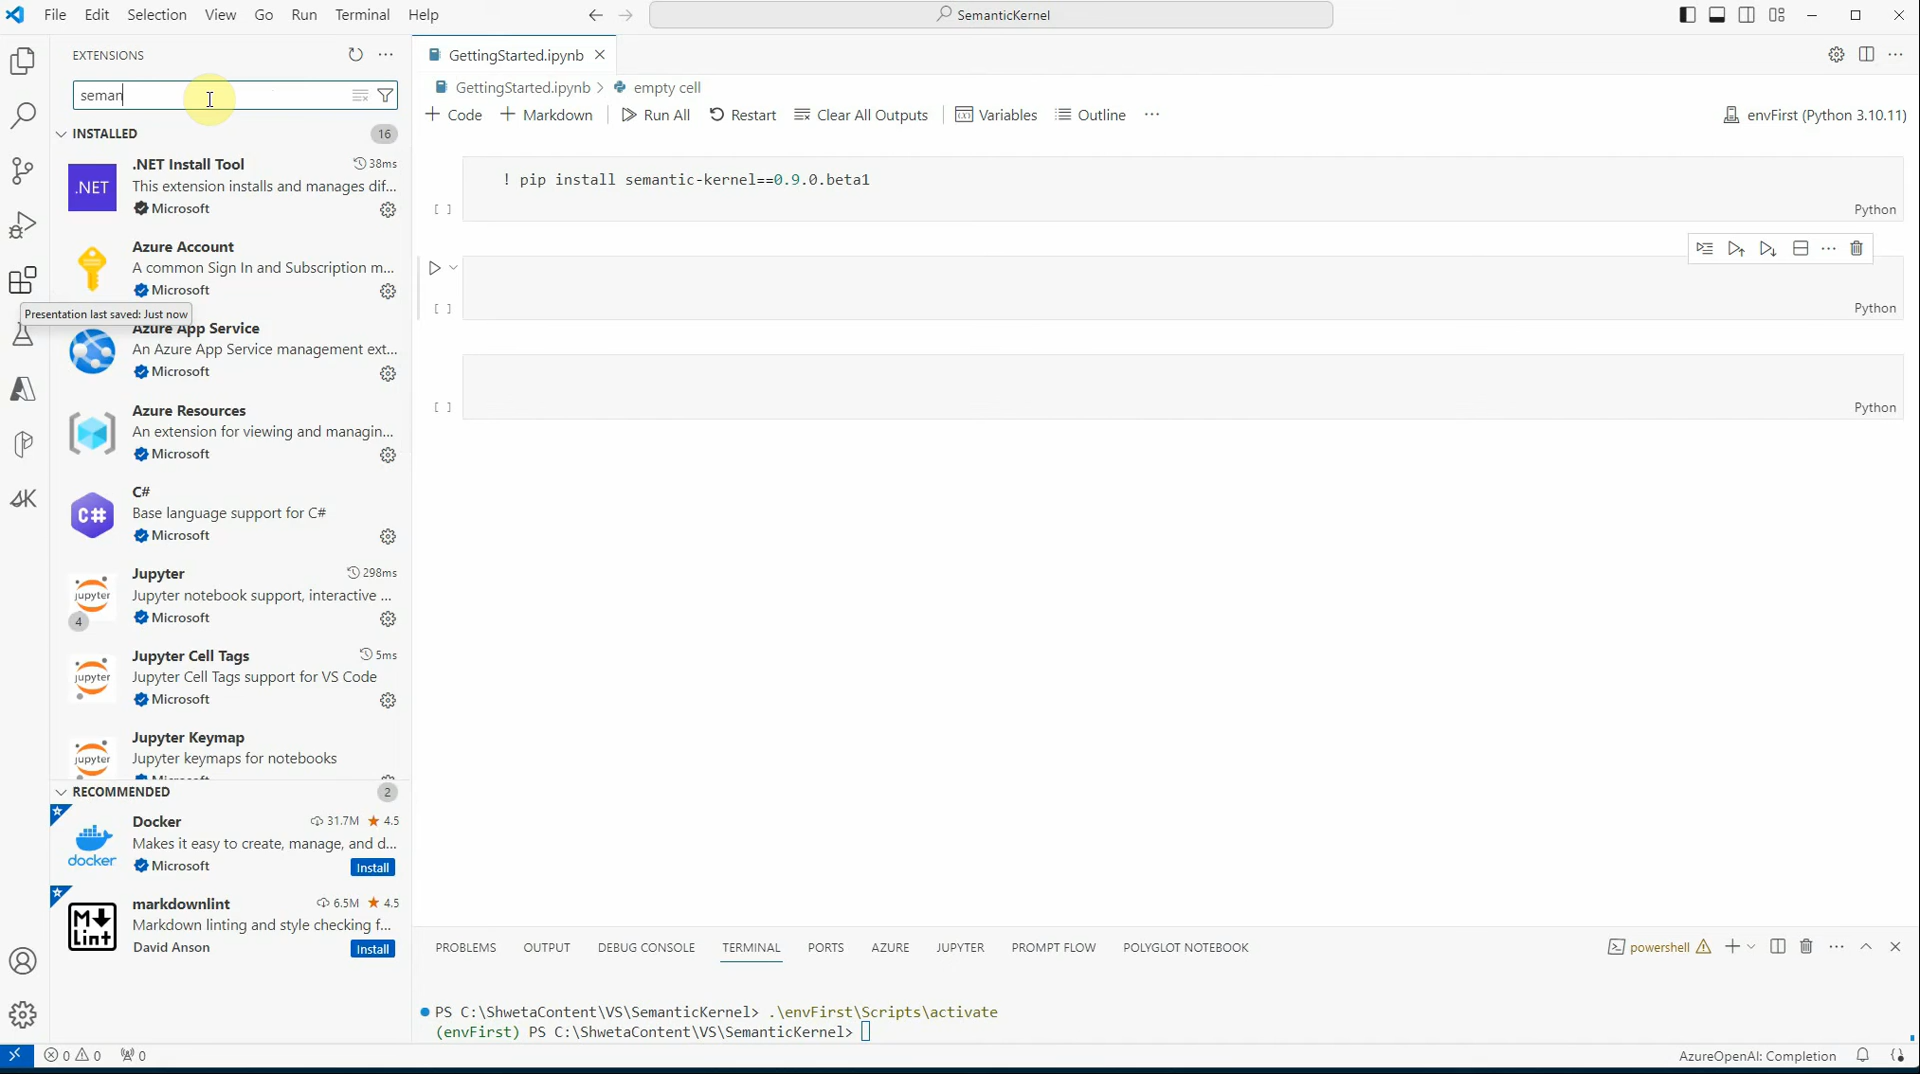 File Edit Selection View Go Run Terminal Help
SemanticKernel
EXTENSIONS
seman
INSTALLED 16
.NET
.NET Install Tool 38ms
This extension installs and manages dif...
Microsoft
Azure Account
A common Sign In and Subscription m...
Microsoft
Presentation last saved: Just now
Azure App Service
An Azure App Service management ext...
Microsoft
Azure Resources
An extension for viewing and managin...
Microsoft
C#
C#
Base language support for C#
Microsoft
Jupyter 298ms
jupyter
Jupyter notebook support, interactive ...
4
Microsoft
Jupyter Cell Tags 5ms
jupyter
Jupyter Cell Tags support for VS Code
Microsoft
Jupyter Keymap
jupyter
Jupyter keymaps for notebooks
Microsoft
RECOMMENDED 2
Docker 31.7M 4.5
Makes it easy to create, manage, and d...
docker
Microsoft Install
markdownlint 6.5M 4.5
M Lint
Markdown linting and style checking f...
David Anson Install
GettingStarted.ipynb
GettingStarted.ipynb > empty cell
+ Code + Markdown Run All Restart Clear All Outputs Variables Outline ...
envFirst (Python 3.10.11)
! pip install semantic-kernel==0.9.0.beta1
[ ] Python
[ ] Python
[ ] Python
PROBLEMS OUTPUT DEBUG CONSOLE TERMINAL PORTS AZURE JUPYTER PROMPT FLOW POLYGLOT NOTEBOOK
powershell
PS C:\ShwetaContent\VS\SemanticKernel> .\envFirst\Scripts\activate
(envFirst) PS C:\ShwetaContent\VS\SemanticKernel>
0 0 0
AzureOpenAI: Completion